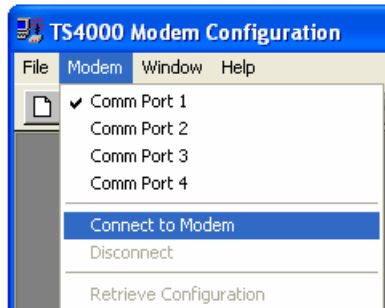 TS4000 Modem Configuration
File Modem Window Help
Comm Port 1
Comm Port 2
Comm Port 3
Comm Port 4
Connect to Modem
Disconnect
Retrieve Configuration